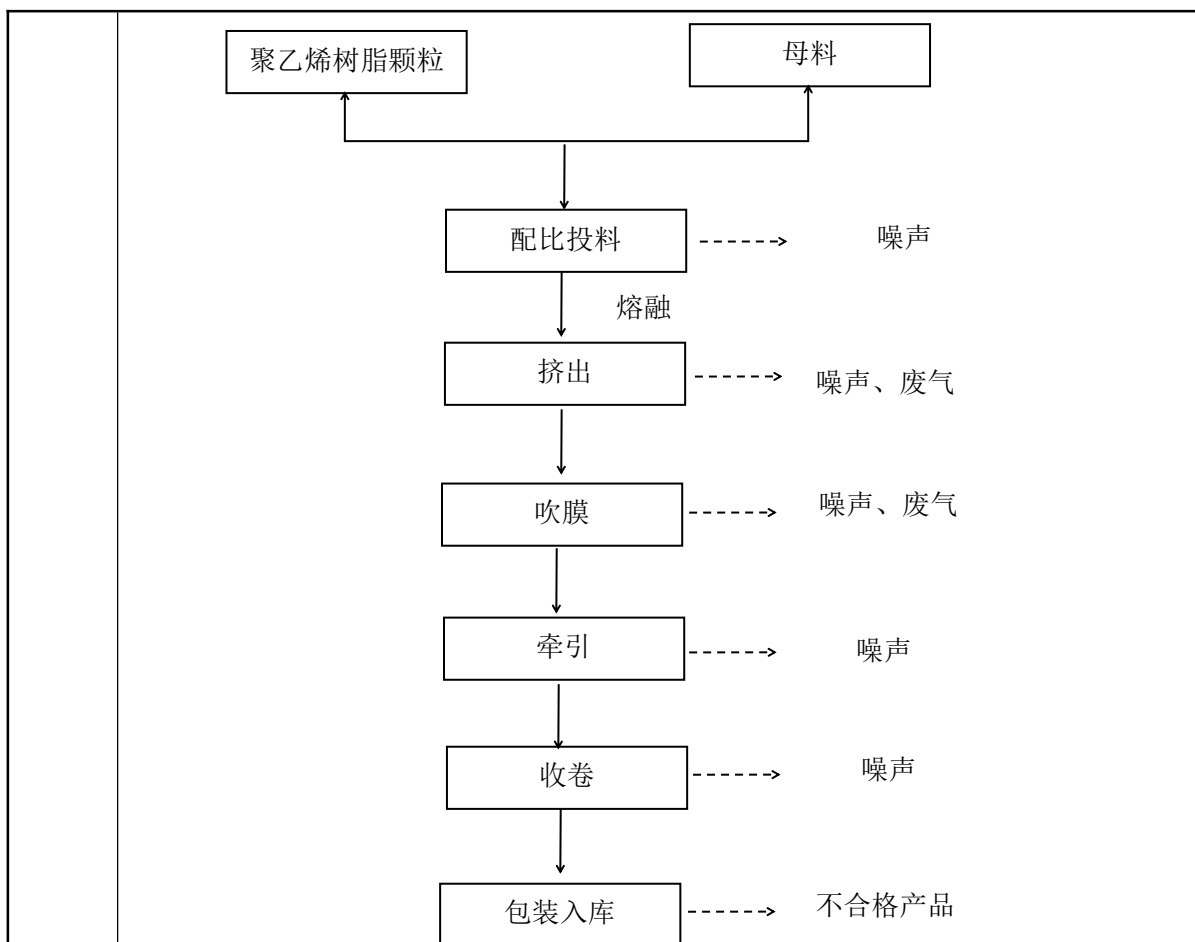 聚乙烯树脂颗粒
母料
配比投料
噪声
熔融
挤出
噪声、废气
吹膜
噪声、废气
牵引
噪声
收卷
噪声
包装入库
不合格产品